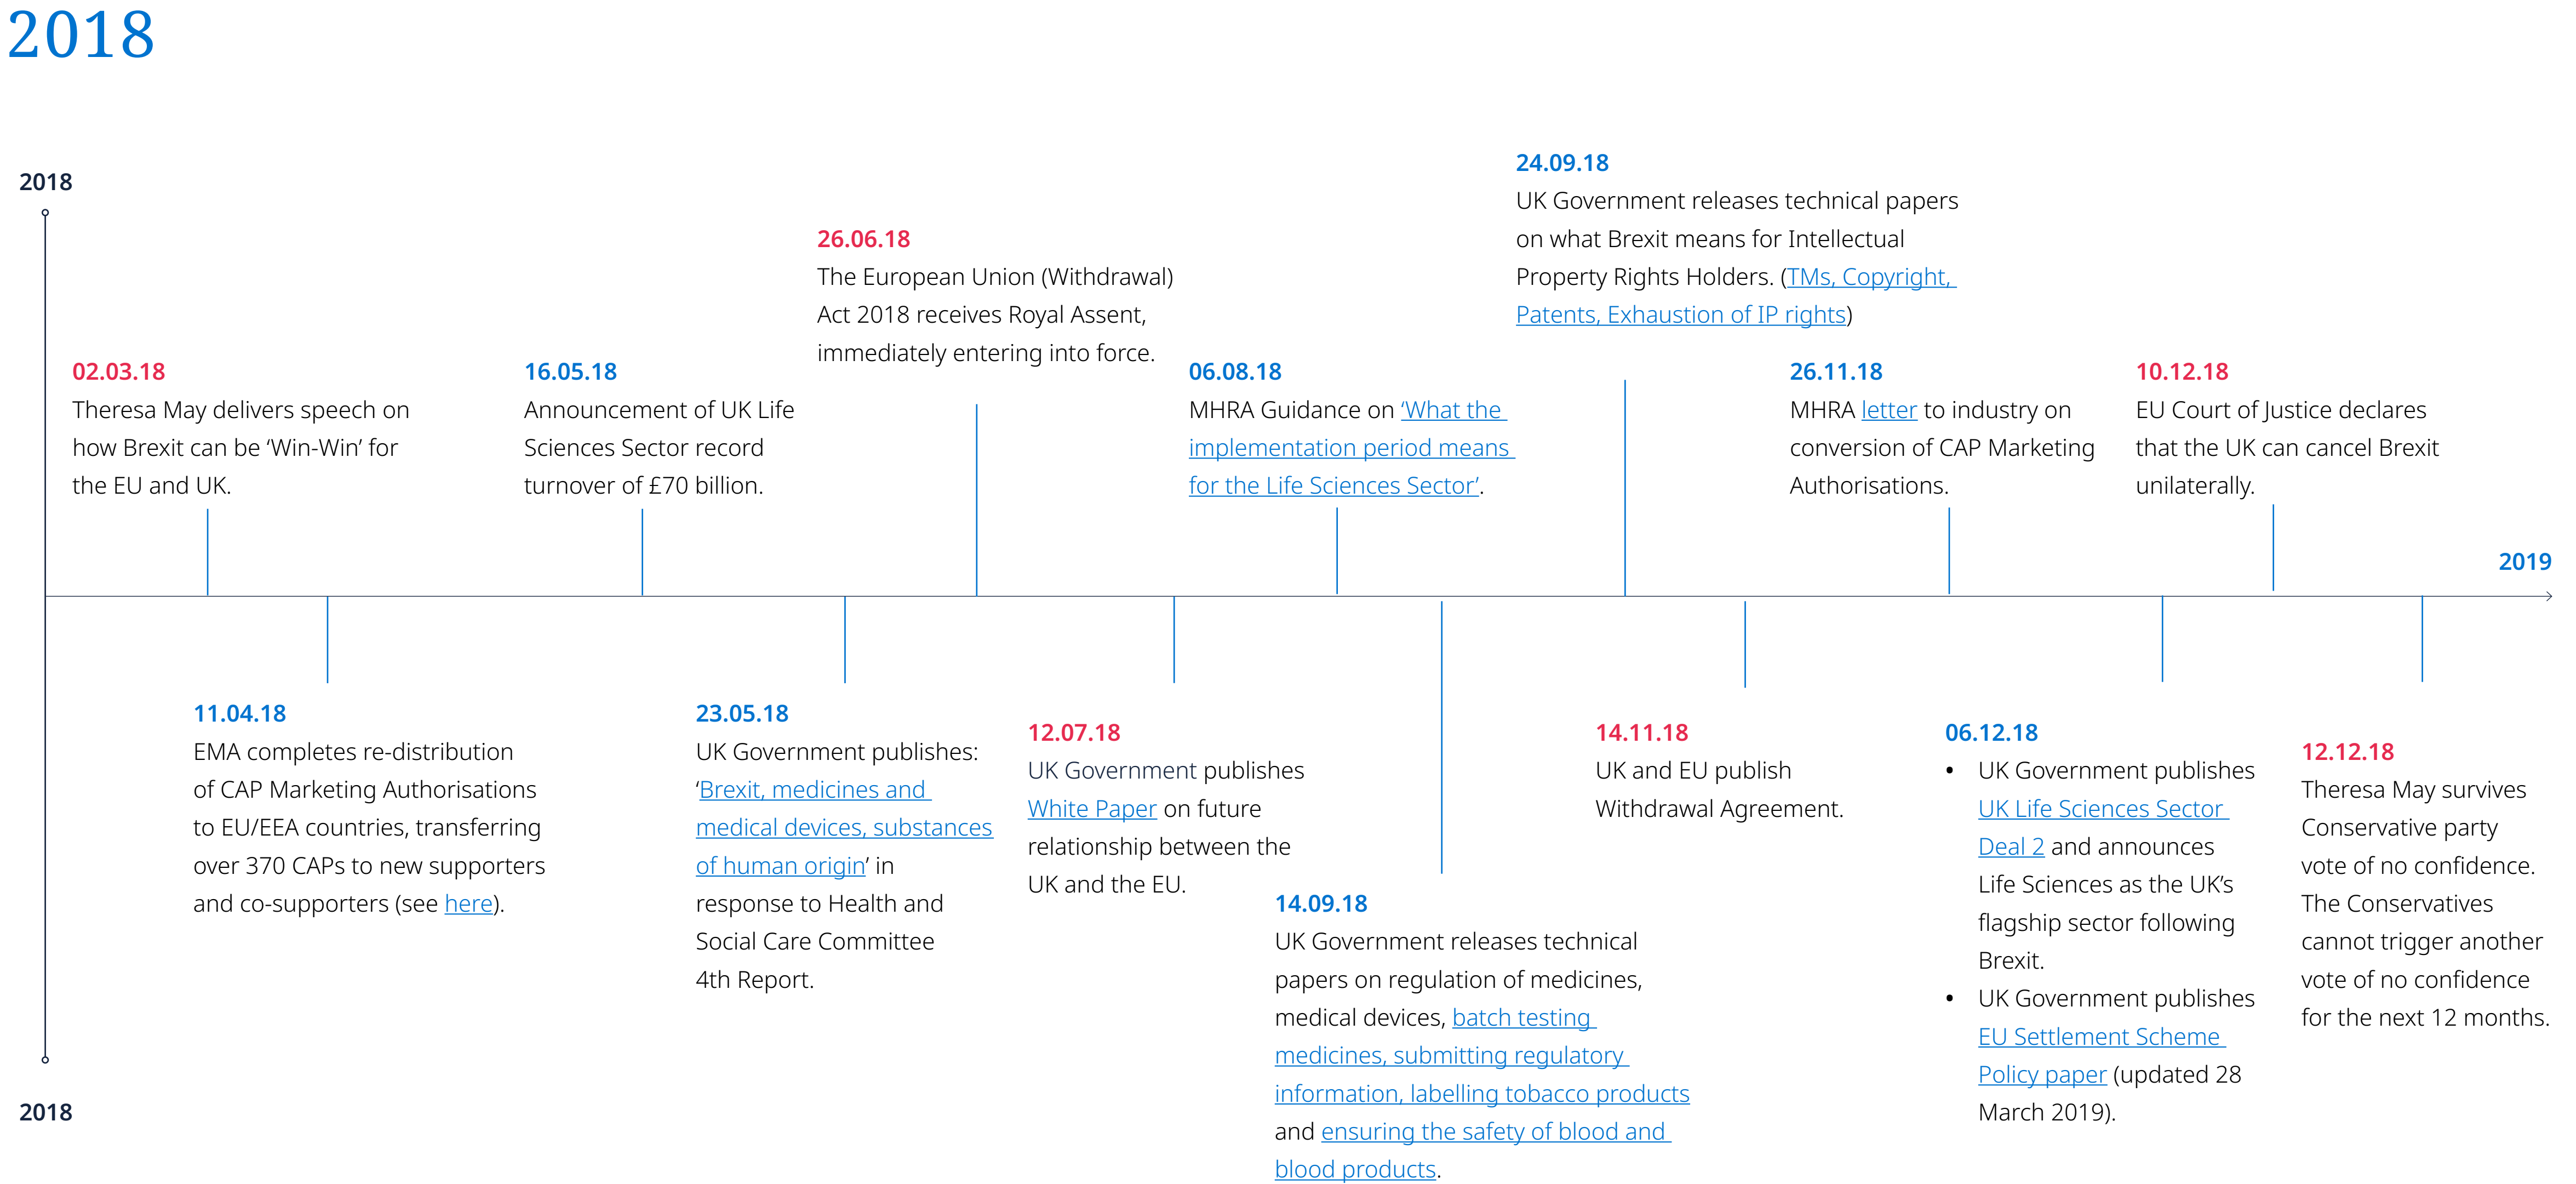 2018
2018
02.03.18
Theresa May delivers speech on
how Brexit can be ‘Win-Win’ for
the EU and UK.
11.04.18
EMA completes re-distribution
of CAP Marketing Authorisations
to EU/EEA countries, transferring
over 370 CAPs to new supporters
and co-supporters (see here).
16.05.18
Announcement of UK Life
Sciences Sector record
turnover of £70 billion.
23.05.18
UK Government publishes:
‘Brexit, medicines and
medical devices, substances
of human origin’ in
response to Health and
Social Care Committee
4th Report.
26.06.18
The European Union (Withdrawal)
Act 2018 receives Royal Assent,
immediately entering into force.
12.07.18
UK Government publishes
White Paper on future
relationship between the
UK and the EU.
06.08.18
MHRA Guidance on ‘What the
implementation period means
for the Life Sciences Sector’.
14.09.18
UK Government releases technical
papers on regulation of medicines,
medical devices, batch testing
medicines, submitting regulatory
information, labelling tobacco products
and ensuring the safety of blood and
blood products.
24.09.18
UK Government releases technical papers
on what Brexit means for Intellectual
Property Rights Holders. (TMs, Copyright,
Patents, Exhaustion of IP rights)
14.11.18
UK and EU publish
Withdrawal Agreement.
26.11.18
MHRA letter to industry on
conversion of CAP Marketing
Authorisations.
06.12.18
• UK Government publishes
UK Life Sciences Sector
Deal 2 and announces
Life Sciences as the UK’s
flagship sector following
Brexit.
• UK Government publishes
EU Settlement Scheme
Policy paper (updated 28
March 2019).
10.12.18
EU Court of Justice declares
that the UK can cancel Brexit
unilaterally.
12.12.18
Theresa May survives
Conservative party
vote of no confidence.
The Conservatives
cannot trigger another
vote of no confidence
for the next 12 months.
2019
2018